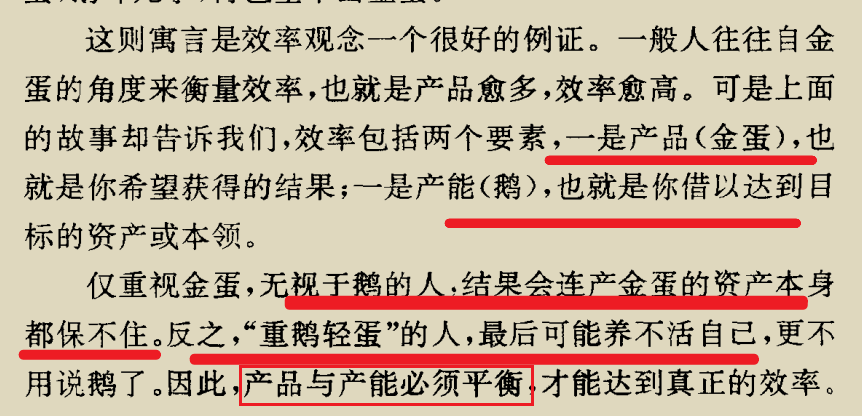 这则寓言是效率观念一个很好的例证。一般人往往自金
蛋的角度来衡量效率,也就是产品愈多,效率愈高。可是上面
的故事却告诉我们,效率包括两个要素,一是产品(金蛋),也
就是你希望获得的结果;一是产能(鹅),也就是你借以达到目
标的资产或本领。
仅重视金蛋,无视于鹅的人,结果会连产金蛋的资产本身
都保不住。反之,“重鹅轻蛋”的人,最后可能养不活自己,更不
用说鹅了。因此,产品与产能必须平衡,才能达到真正的效率。